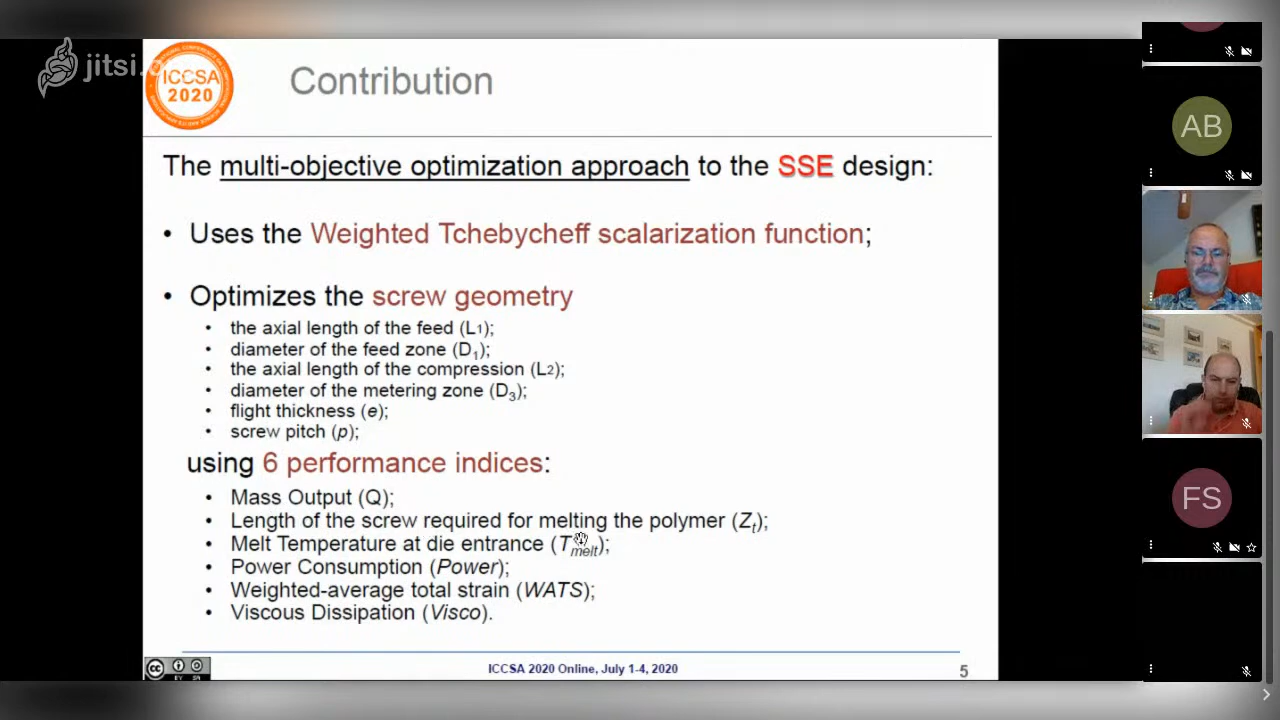 jitsi.
ICCSA
2020
Contribution
The multi-objective optimization approach to the SSE design:
• Uses the Weighted Tchebycheff scalarization function;
• Optimizes the screw geometry
• the axial length of the feed (L1);
• diameter of the feed zone (D1);
• the axial length of the compression (L2);
• diameter of the metering zone (D3);
• flight thickness (e);
• screw pitch (p);
using 6 performance indices:
• Mass Output (Q);
• Length of the screw required for melting the polymer (Zt);
• Melt Temperature at die entrance (Tmelt);
• Power Consumption (Power);
• Weighted-average total strain (WATS);
• Viscous Dissipation (Visco).
cc
BY SA
ICCSA 2020 Online, July 1-4, 2020
5
AB
FS